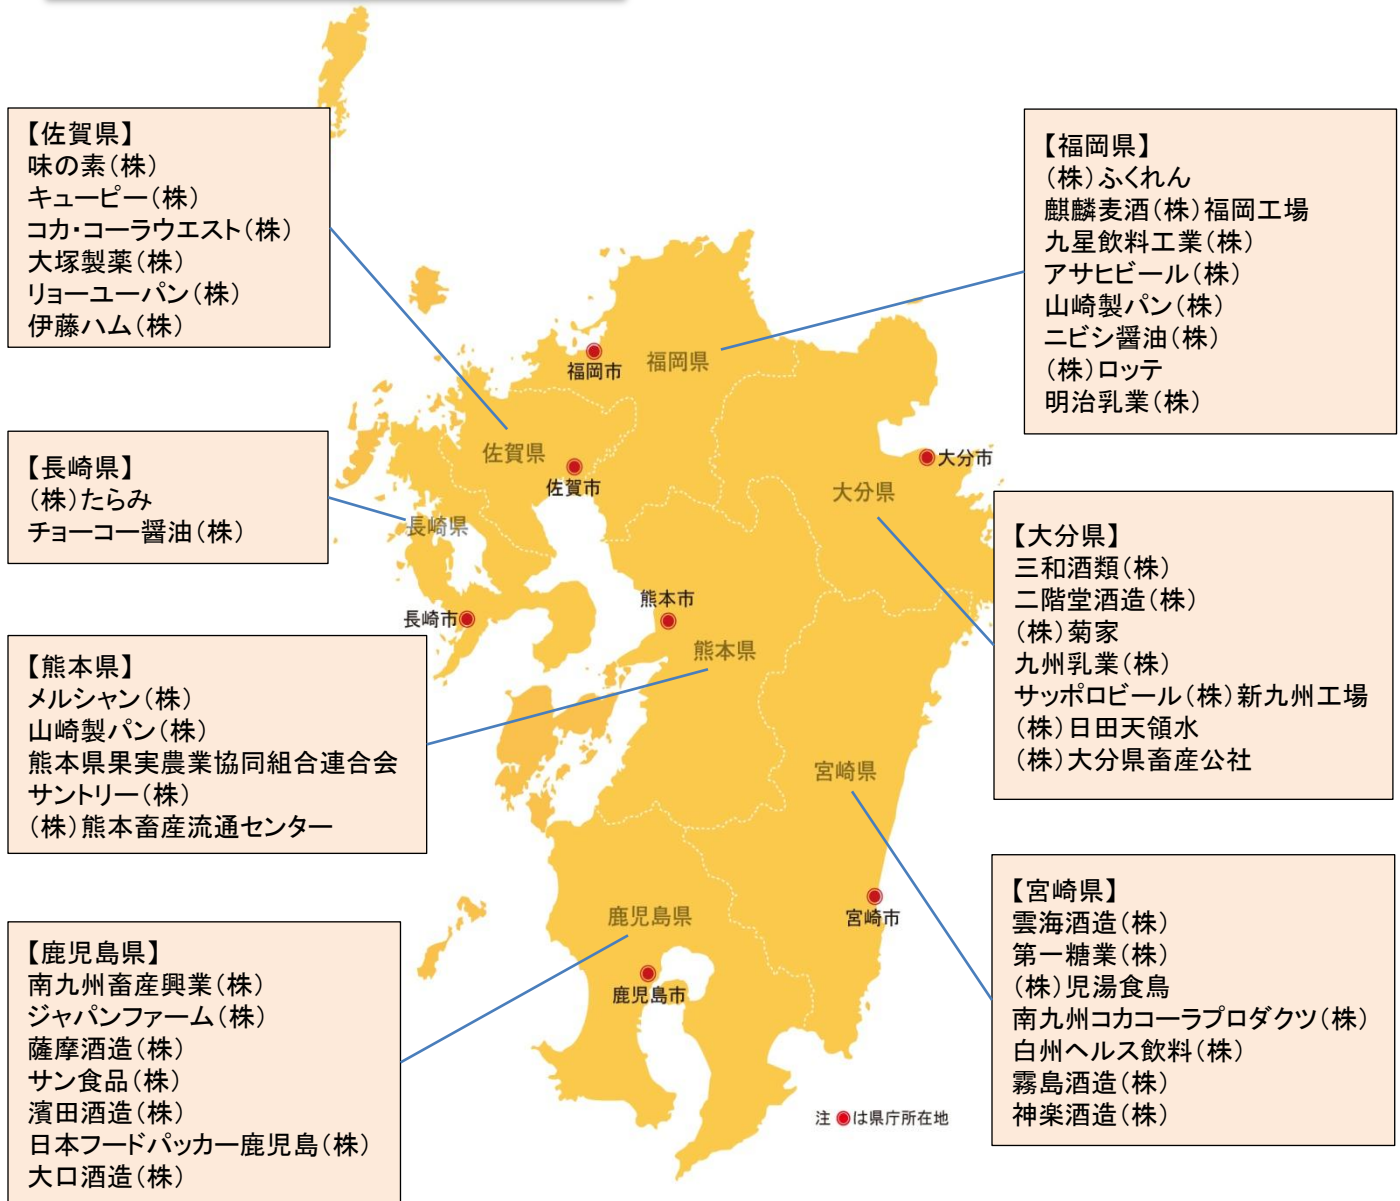 【佐賀県】
味の素(株)
キューピー(株)
コカ・コーラウエスト(株)
大塚製薬(株)
リョーユーパン(株)
伊藤ハム(株)
【福岡県】
(株)ふくれん
麒麟麦酒(株)福岡工場
九星飲料工業(株)
アサヒビール(株)
山崎製パン(株)
ニビシ醤油(株)
(株)ロッテ
明治乳業(株)
福岡市
福岡県
佐賀県
佐賀市
大分市
大分県
【長崎県】
(株)たらみ
チョーコー醤油(株)
長崎県
長崎市
熊本市
熊本県
【大分県】
三和酒類(株)
二階堂酒造(株)
(株)菊家
九州乳業(株)
サッポロビール(株)新九州工場
(株)日田天領水
(株)大分県畜産公社
【熊本県】
メルシャン(株)
山崎製パン(株)
熊本県果実農業協同組合連合会
サントリー(株)
(株)熊本畜産流通センター
宮崎県
宮崎市
鹿児島県
鹿児島市
【宮崎県】
雲海酒造(株)
第一糖業(株)
(株)児湯食鳥
南九州コカコーラプロダクツ(株)
白州ヘルス飲料(株)
霧島酒造(株)
神楽酒造(株)
【鹿児島県】
南九州畜産興業(株)
ジャパンファーム(株)
薩摩酒造(株)
サン食品(株)
濱田酒造(株)
日本フードパッカー鹿児島(株)
大口酒造(株)
注 ◉は県庁所在地